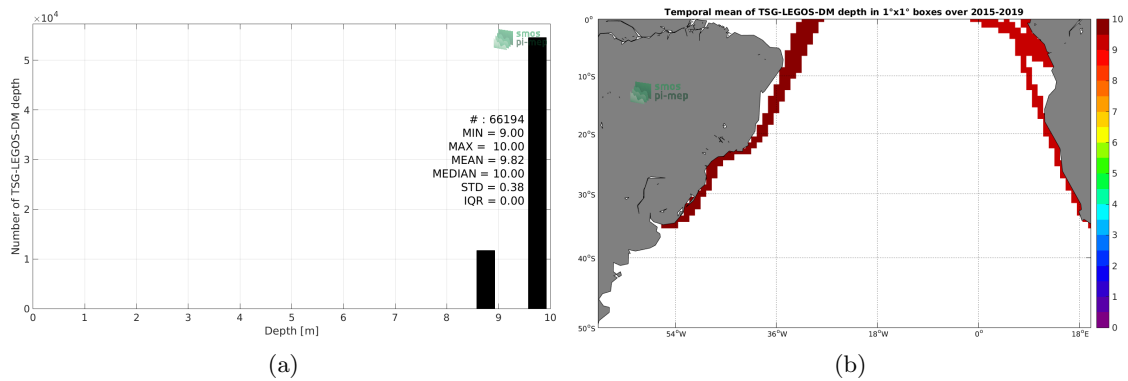 ×10⁴
5
4
3
2
1
0
Number of TSG-LEGOS-DM depth
smos
pi-mep
# : 66194
MIN = 9.00
MAX = 10.00
MEAN = 9.82
MEDIAN = 10.00
STD = 0.38
IQR = 0.00
0 1 2 3 4 5 6 7 8 9 10
Depth [m]
(a)
Temporal mean of TSG-LEGOS-DM depth in 1°x1° boxes over 2015-2019
0°
10°S
20°S
30°S
40°S
50°S
smos
pi-mep
54°W 36°W 18°W 0° 18°E
10
9
8
7
6
5
4
3
2
1
0
(b)